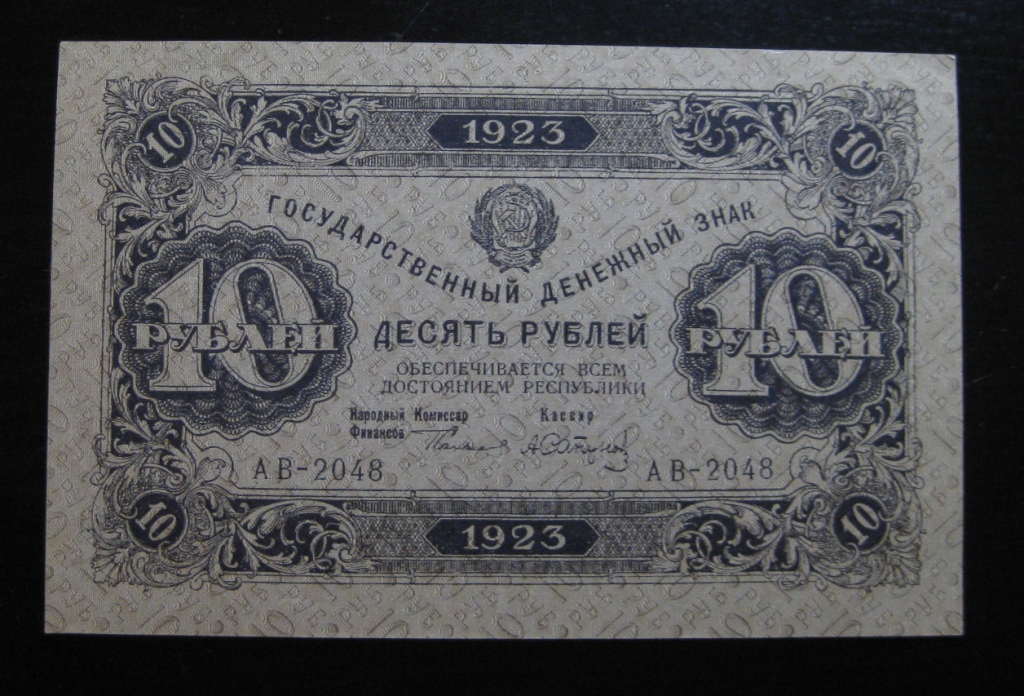 1923
10
10
ГОСУДАРСТВЕННЫЙ ДЕНЕЖНЫЙ ЗНАК
10
РУБЛЕЙ
10
РУБЛЕЙ
ДЕСЯТЬ РУБЛЕЙ
ОБЕСПЕЧИВАЕТСЯ ВСЕМ
ДОСТОЯНИЕМ РЕСПУБЛИКИ
Народный Комиссар
Финансов
Кассир
АВ-2048
АВ-2048
10
10
1923